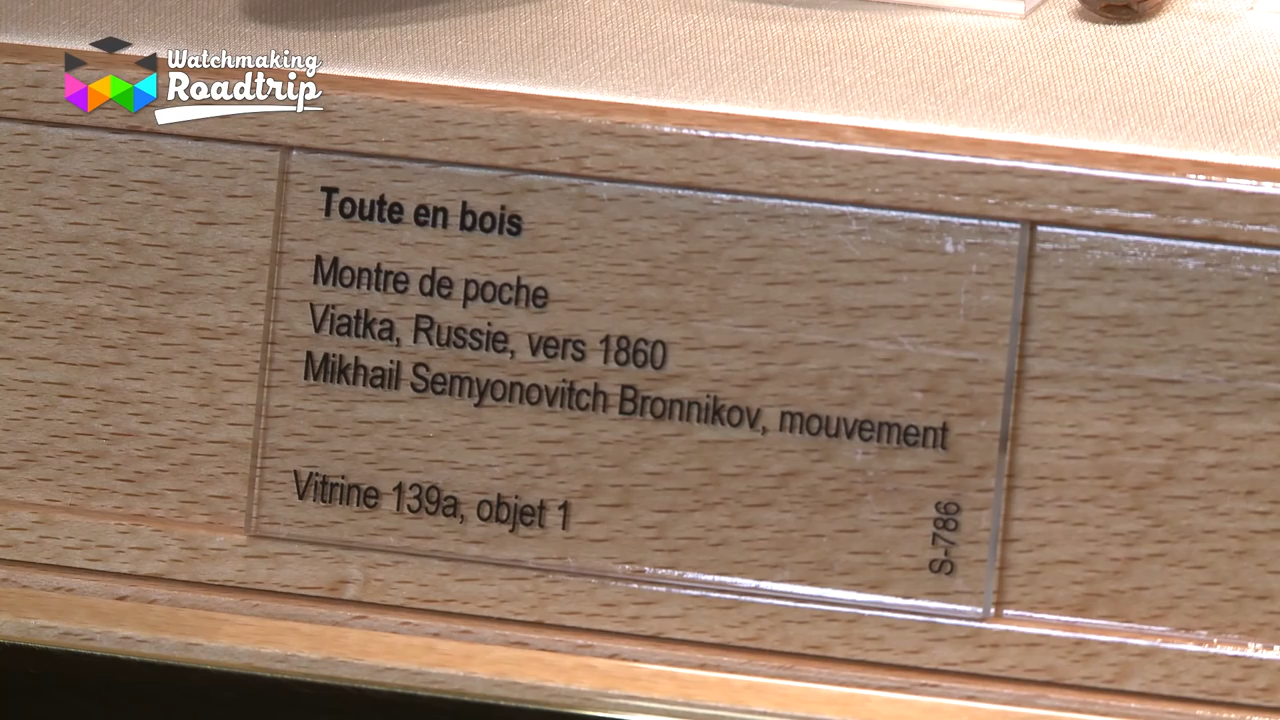 Watchmaking
Roadtrip
Toute en bois
Montre de poche
Viatka, Russie, vers 1860
Mikhail Semyonovitch Bronnikov, mouvement
Vitrine 139a, objet 1
S-786